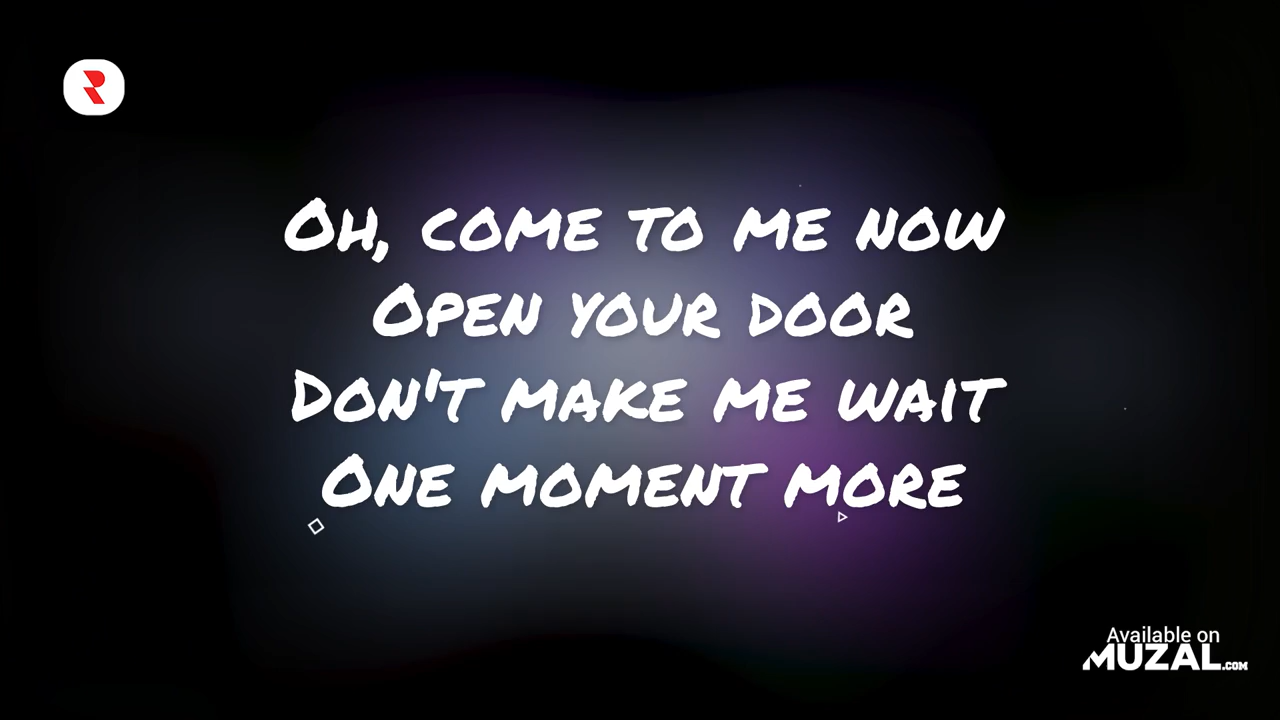 Oh, come to me now
Open your door
Don't make me wait
One moment more
Available on
MUZAL.COM